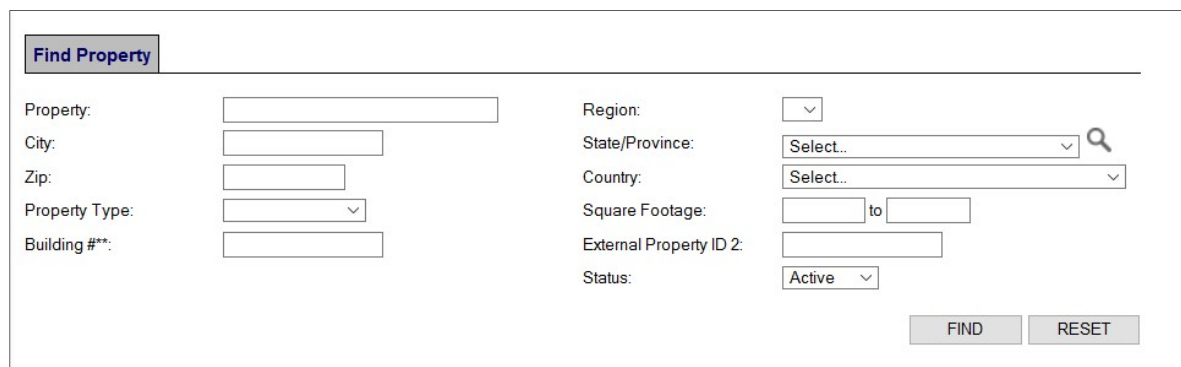 Find Property
Property:
Region:
City:
State/Province: Select...
Zip:
Country: Select...
Property Type:
Square Footage: to
Building #**:
External Property ID 2:
Status: Active
FIND RESET